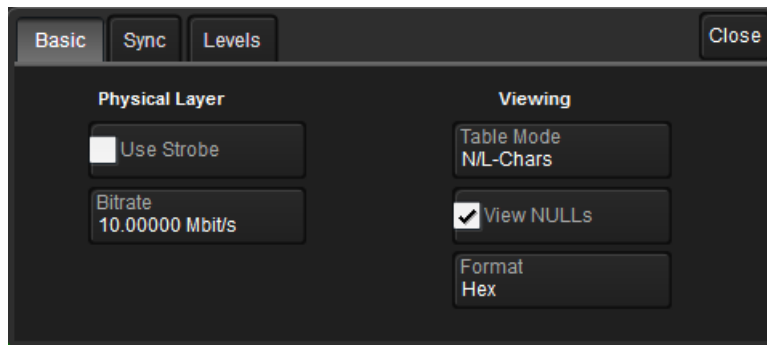 Basic
Sync
Levels
Close
Physical Layer
Use Strobe
Bitrate
10.00000 Mbit/s
Viewing
Table Mode
N/L-Chars
View NULLs
Format
Hex